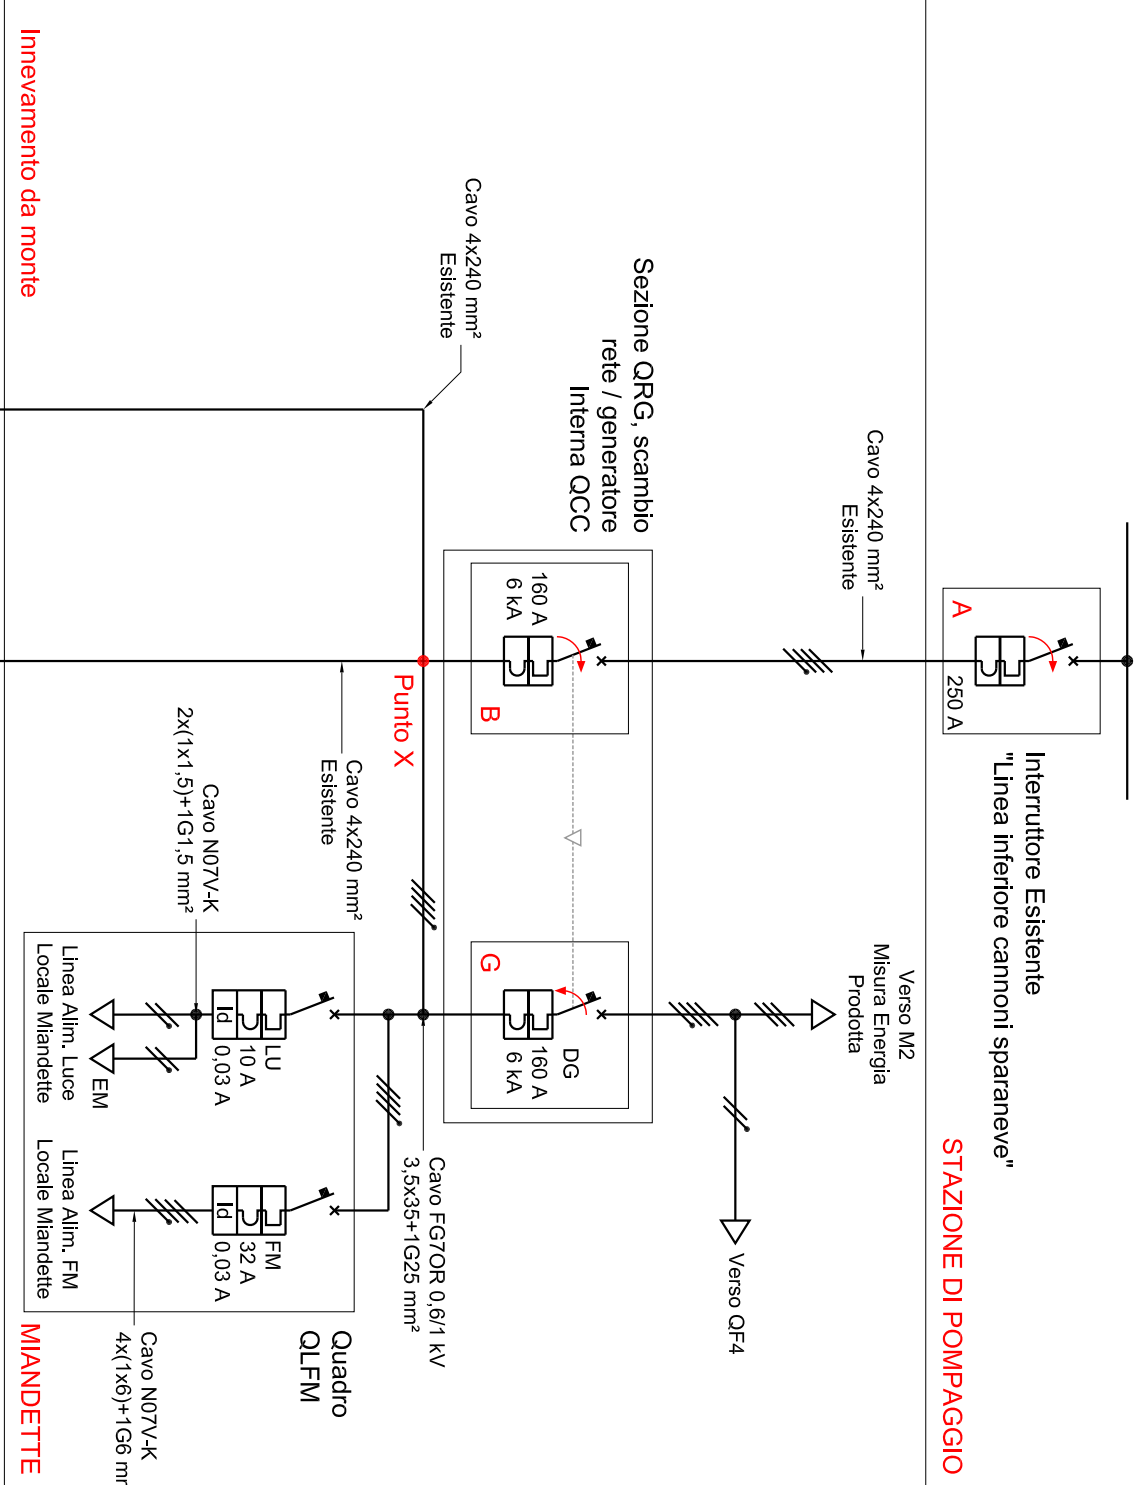 Interruttore Esistente
"Linea inferiore cannoni sparaneve"
A
250 A
STAZIONE DI POMPAGGIO
Cavo 4x240 mm²
Esistente
Verso M2
Misura Energia
Prodotta
Verso QF4
Sezione QRG, scambio
rete / generatore
Interna QCC
160 A
6 kA
B
DG
160 A
6 kA
G
Cavo 4x240 mm²
Esistente
Punto X
Cavo FG7OR 0,6/1 kV
3,5x35+1G25 mm²
Cavo 4x240 mm²
Esistente
Quadro
QLFM
LU
10 A
0,03 A
Id
FM
32 A
0,03 A
Id
Cavo N07V-K
2x(1x1,5)+1G1,5 mm²
Cavo N07V-K
4x(1x6)+1G6 mm
EM
Linea Alim. Luce
Locale Miandette
Linea Alim. FM
Locale Miandette
Innevamento da monte
MIANDETTE